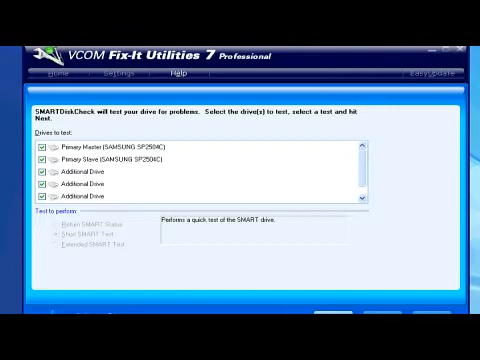 VCOM Fix-It Utilities 7 Professional
Home Settings Help EasyUpdate
SMARTDiskCheck will test your drive for problems. Select the drive(s) to test, select a test and hit
Next.
Drives to test:
Primary Master (SAMSUNG SP2504C)
Primary Slave (SAMSUNG SP2504C)
Additional Drive
Additional Drive
Additional Drive
Test to perform:
Return SMART Status
Short SMART Test
Extended SMART Test
Performs a quick test of the SMART drive.